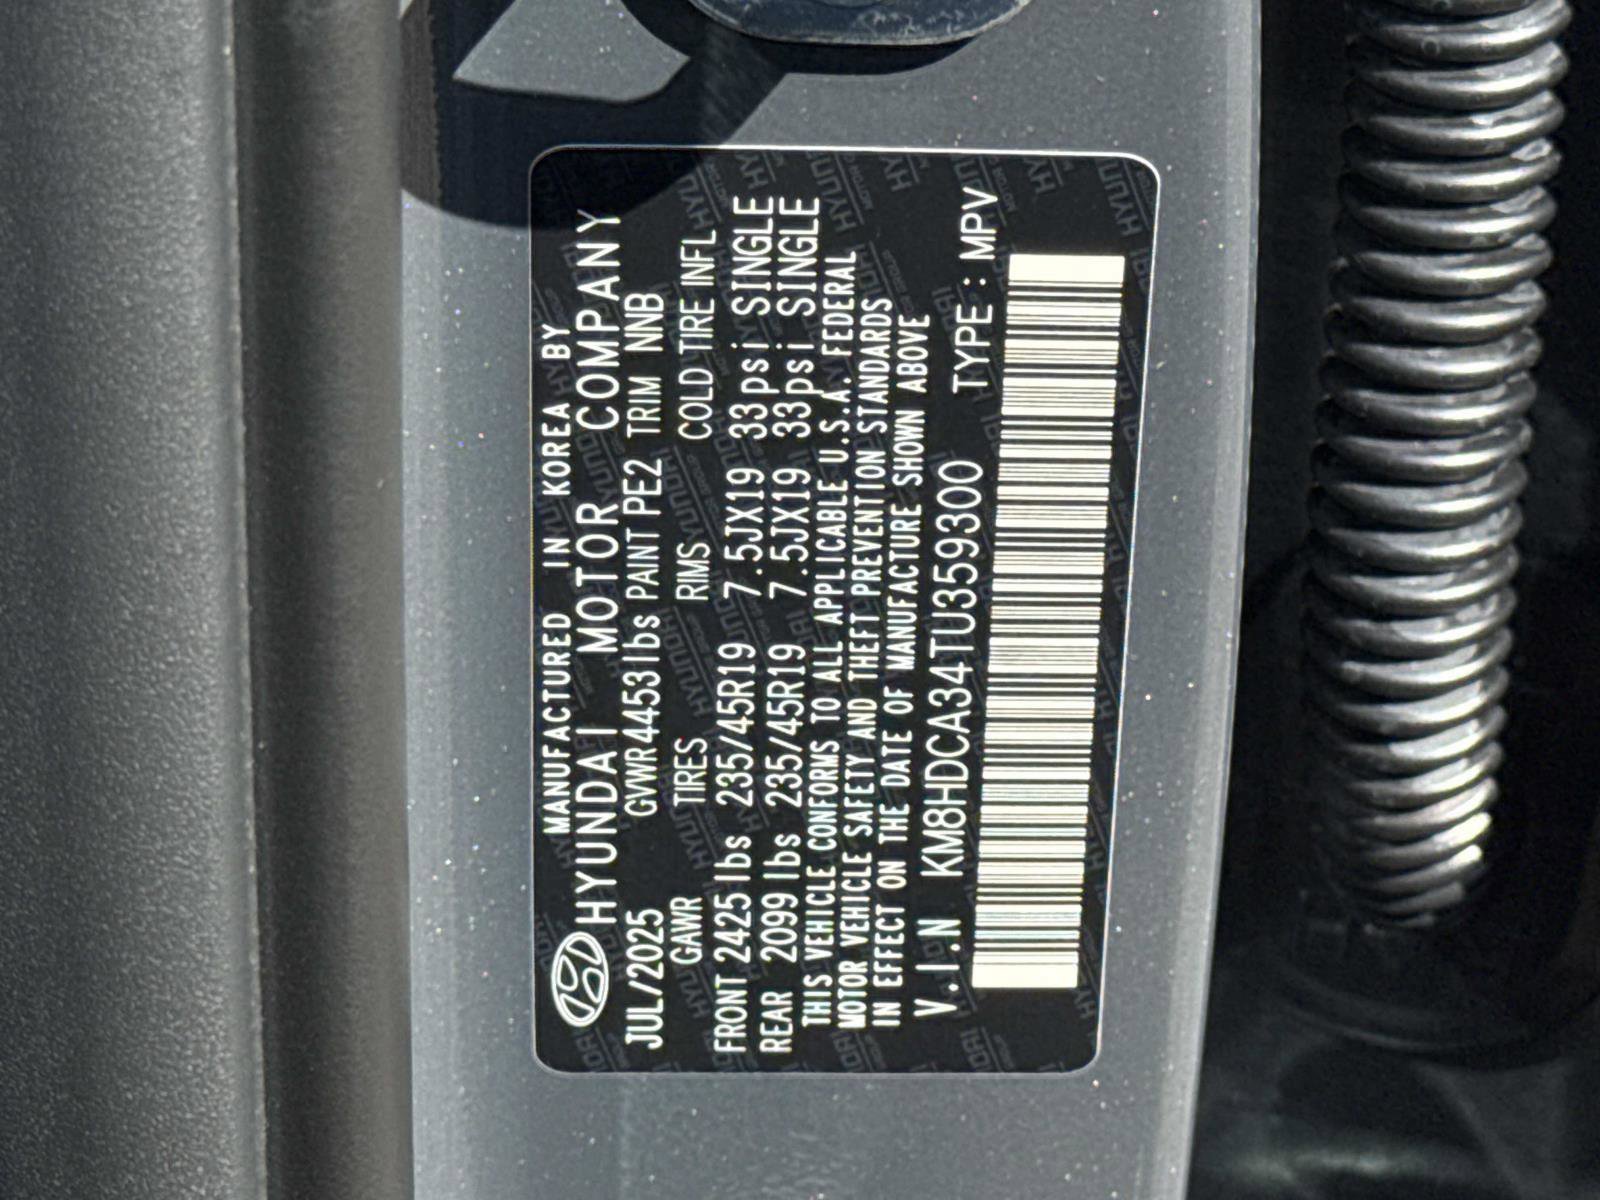 MANUFACTURED IN KOREA BY
HYUNDAI MOTOR COMPANY
JUL/2025 GVWR4453lbs PAINT PE2 TRIM NNB
GAWR TIRES RIMS COLD TIRE INFL
FRONT 2425 lbs 235/45R19 7.5JX19 33psi SINGLE
REAR 2099 lbs 235/45R19 7.5JX19 33psi SINGLE
THIS VEHICLE CONFORMS TO ALL APPLICABLE U.S.A. FEDERAL
MOTOR VEHICLE SAFETY AND THEFT PREVENTION STANDARDS
IN EFFECT ON THE DATE OF MANUFACTURE SHOWN ABOVE
V.I.N KM8HDCA34TU359300 TYPE : MPV